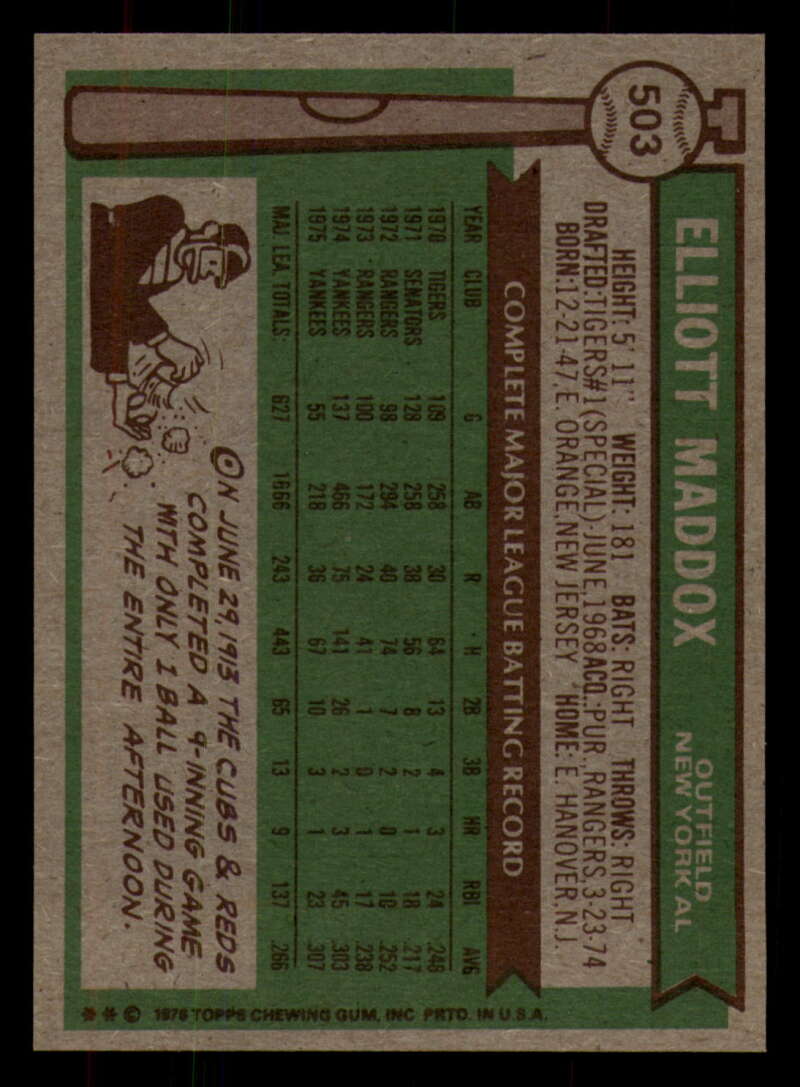 503
ELLIOTT MADDOX
OUTFIELD
NEW YORK AL
HEIGHT: 5' 11" WEIGHT: 181 BATS: RIGHT THROWS: RIGHT
DRAFTED: TIGERS #1 (SPECIAL)-JUNE, 1968 ACQ.: PUR., RANGERS, 3-23-74
BORN: 12-21-47, E. ORANGE, NEW JERSEY HOME: E. HANOVER, N.J.
COMPLETE MAJOR LEAGUE BATTING RECORD
YEAR CLUB G AB R H 2B 3B HR RBI AVG
1970 TIGERS 109 258 30 64 13 4 3 24 .248
1971 SENATORS 128 258 38 56 8 2 1 18 .217
1972 RANGERS 98 294 40 74 7 2 0 10 .252
1973 RANGERS 100 172 24 41 1 0 1 17 .238
1974 YANKEES 137 466 75 141 26 2 3 45 .303
1975 YANKEES 55 218 36 67 10 3 1 23 .307
MAJ. LEA. TOTALS 627 1666 243 443 65 13 9 137 .266
ON JUNE 29, 1913 THE CUBS & REDS
COMPLETED A 9-INNING GAME
WITH ONLY 1 BALL USED DURING
THE ENTIRE AFTERNOON.
* * © 1976 TOPPS CHEWING GUM, INC PRTD. IN U.S.A.